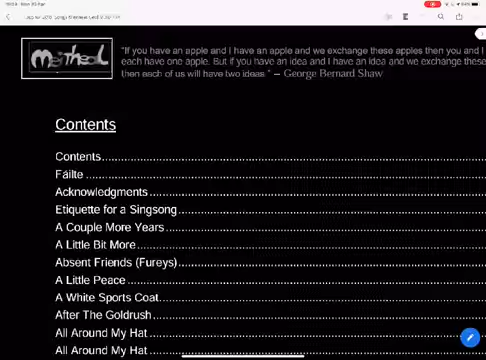 Meitheal
"If you have an apple and I have an apple and we exchange these apples then you and I
each have one apple. But if you have an idea and I have an idea and we exchange these
then each of us will have two ideas." – George Bernard Shaw
Contents
Contents
Fáilte
Acknowledgments
Etiquette for a Singsong
A Couple More Years
A Little Bit More
Absent Friends (Fureys)
A Little Peace
A White Sports Coat
After The Goldrush
All Around My Hat
All Around My Hat